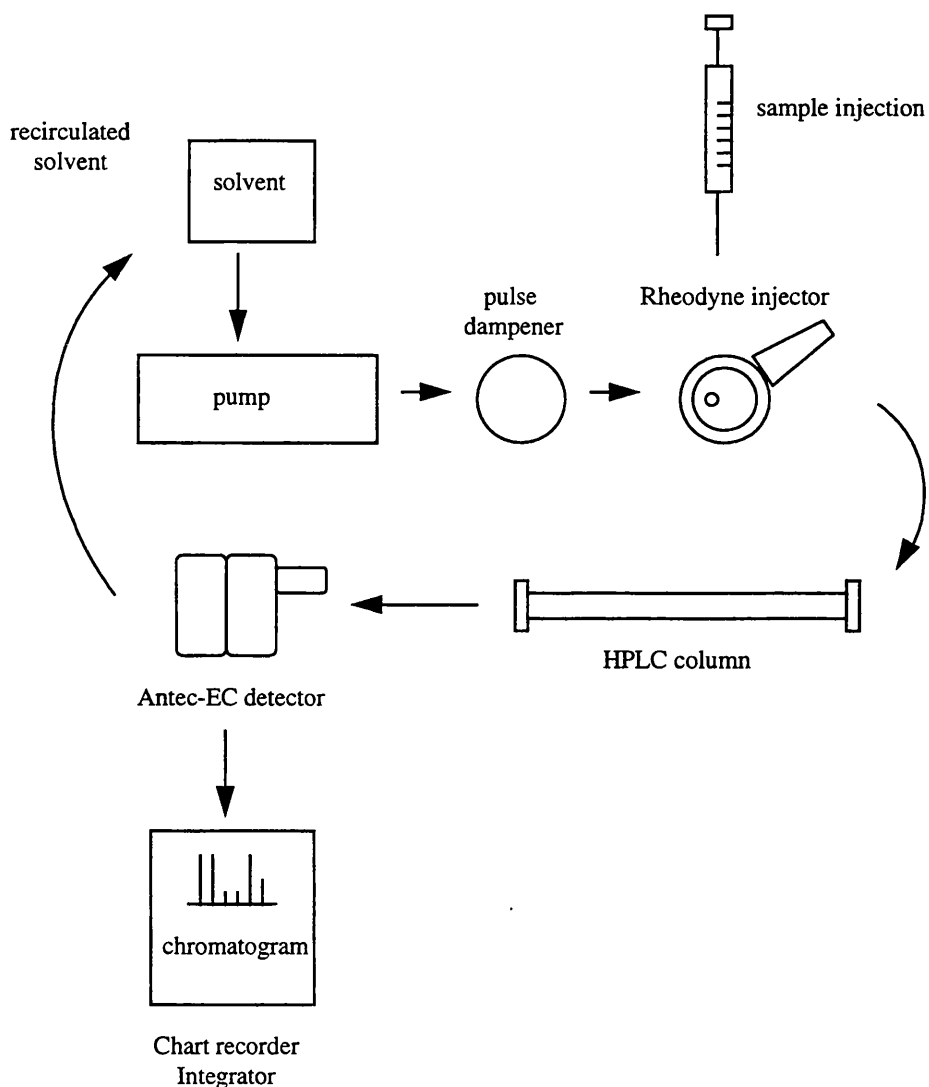 sample injection
recirculated
solvent
solvent
pulse
dampener
Rheodyne injector
pump
HPLC column
Antec-EC detector
chromatogram
Chart recorder
Integrator